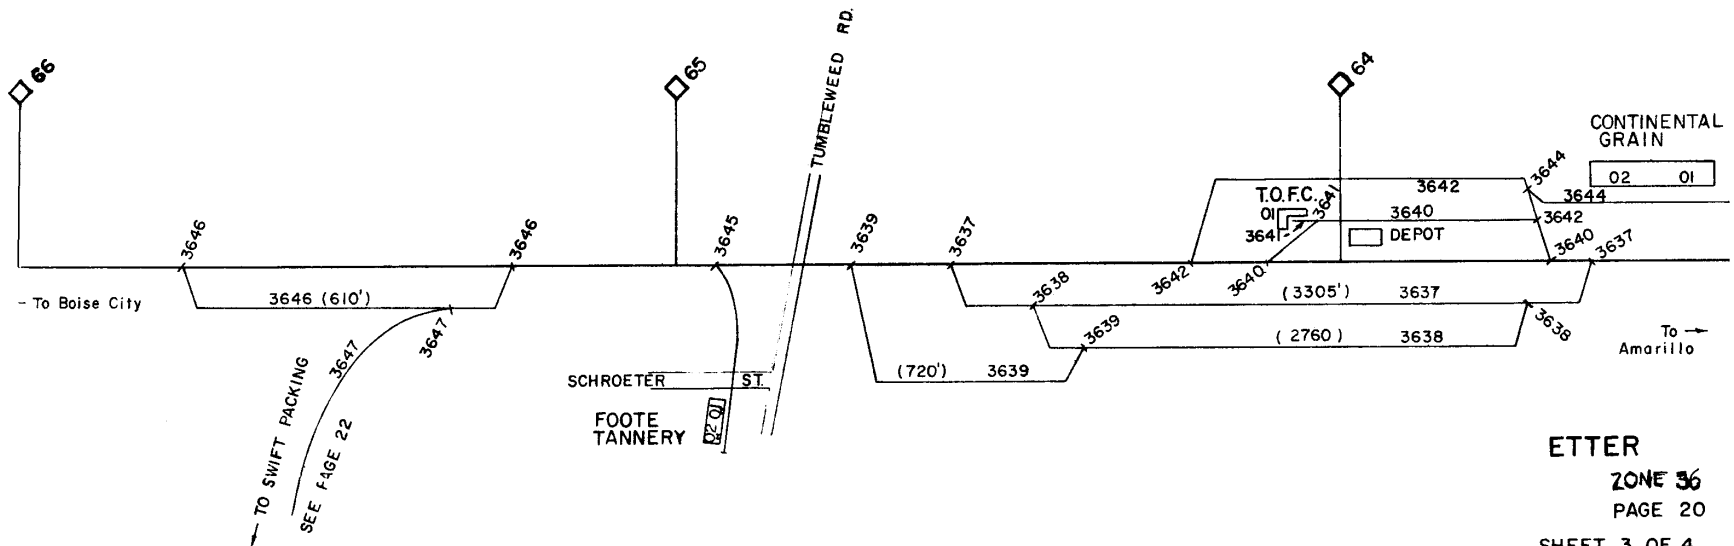 66
65
64
TUMBLEWEED RD.
CONTINENTAL
GRAIN
02 01
3644
3644
3642
T.O.F.C.
01
3641
3641
3640
3642
DEPOT
3646
3646
3645
3639
3637
3642
3640
3640
3637
- To Boise City
3646 (610')
3647
3647
3638
(3305') 3637
3638
3639
(2760) 3638
To
Amarillo
(720') 3639
SCHROETER ST.
FOOTE
TANNERY
02 01
TO SWIFT PACKING
SEE PAGE 22
ETTER
ZONE 36
PAGE 20
SHEET 3 OF 4